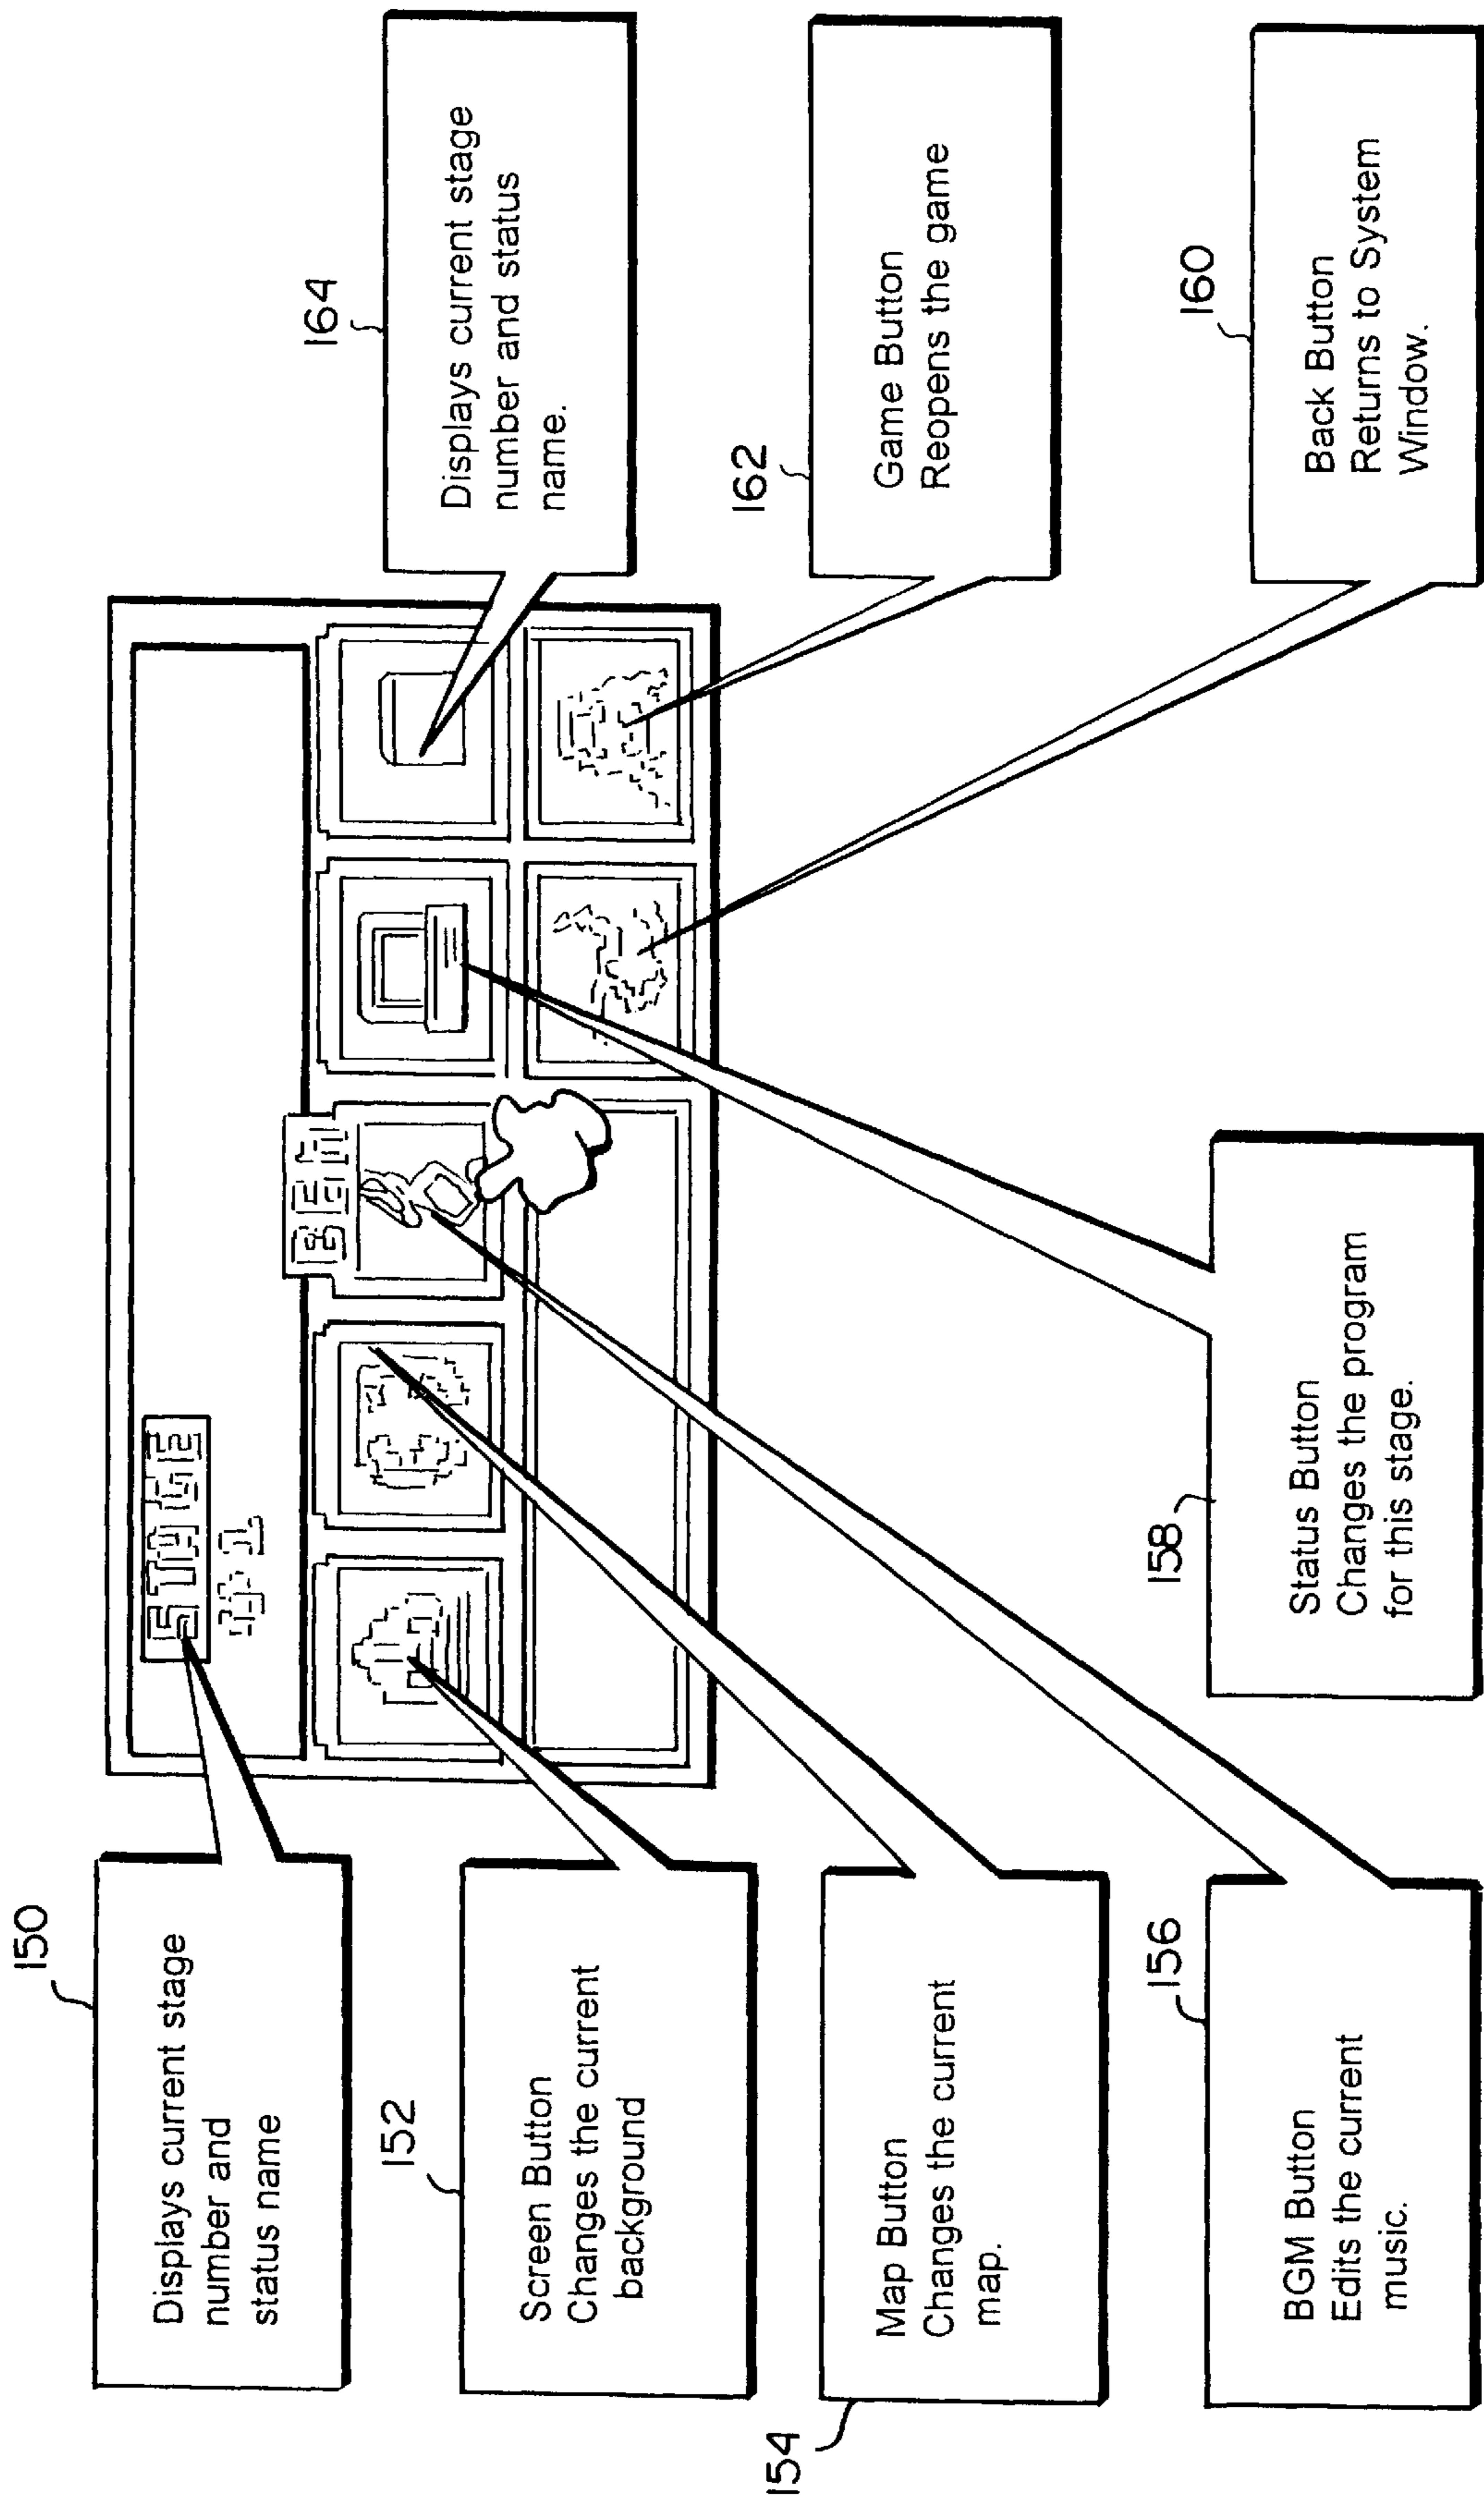 150
Displays current stage
number and
status name
152
Screen Button
Changes the current
background
154
Map Button
Changes the current
map.
156
BGM Button
Edits the current
music.
STAGE
BGM
158
Status Button
Changes the program
for this stage.
164
Displays current stage
number and status
name.
162
Game Button
Reopens the game
160
Back Button
Returns to System
Window.